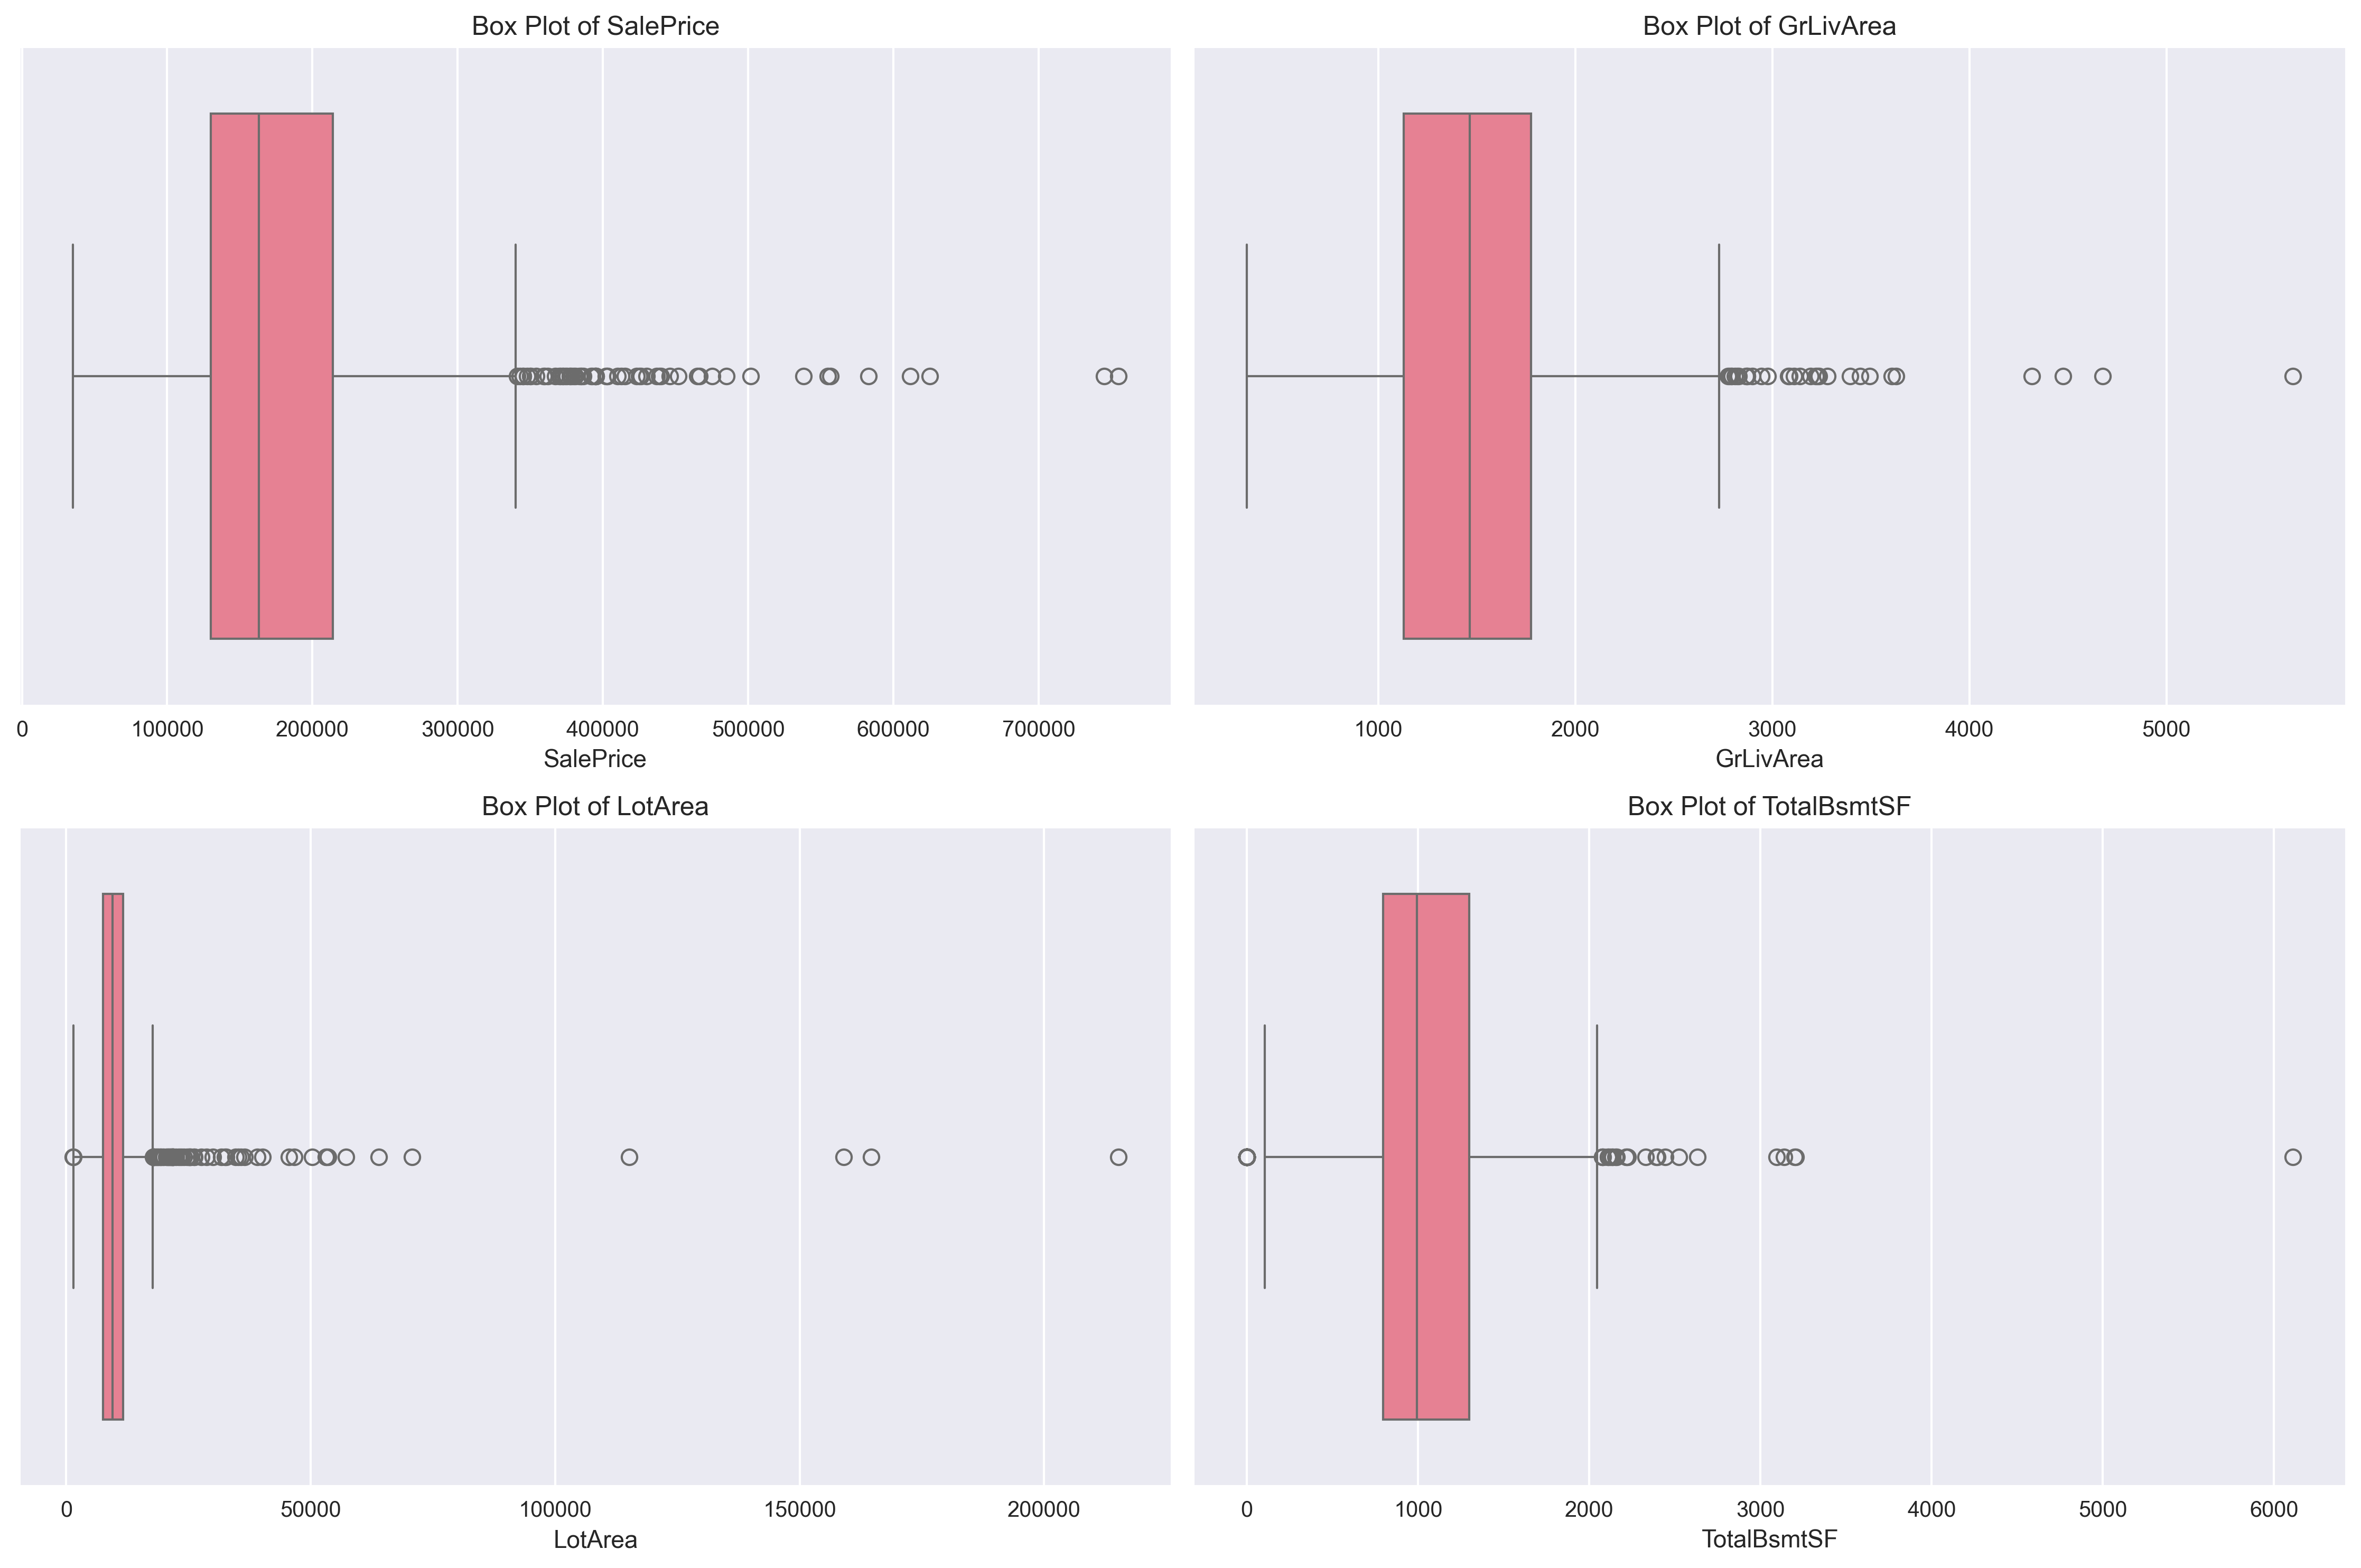 Box Plot of SalePrice
0 100000 200000 300000 400000 500000 600000 700000
SalePrice
Box Plot of GrLivArea
1000 2000 3000 4000 5000
GrLivArea
Box Plot of LotArea
0 50000 100000 150000 200000
LotArea
Box Plot of TotalBsmtSF
0 1000 2000 3000 4000 5000 6000
TotalBsmtSF